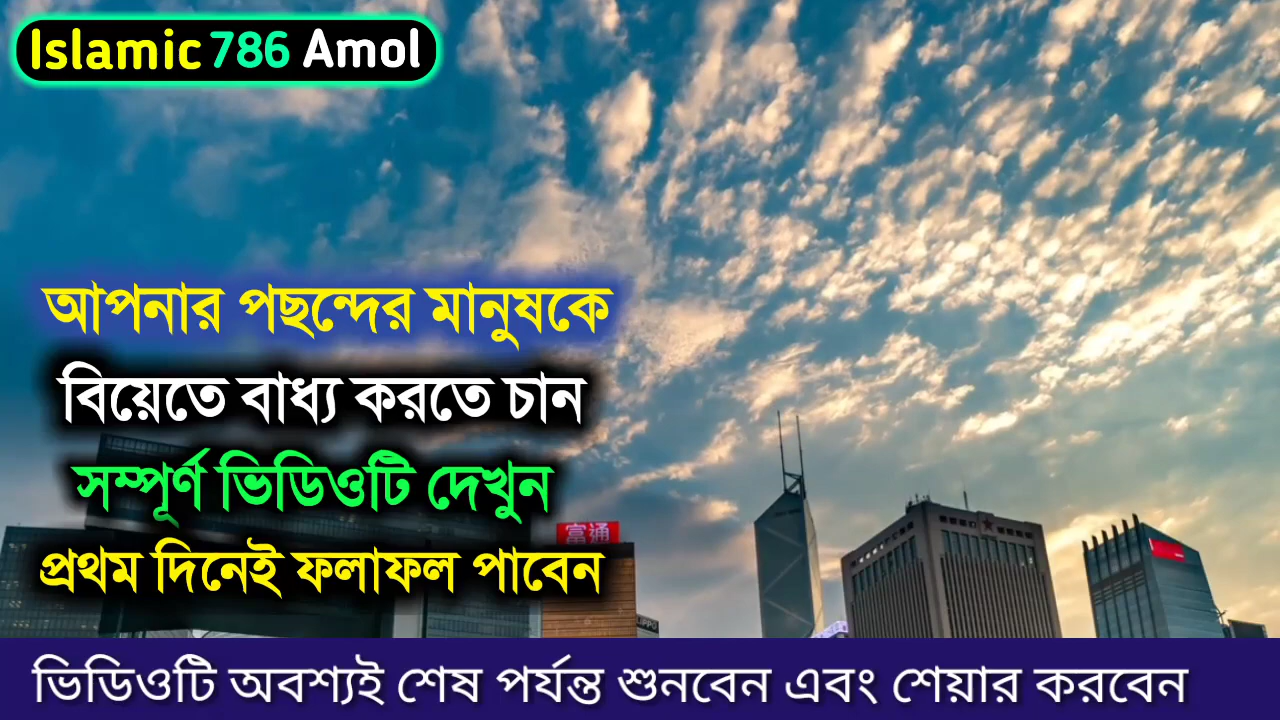 Islamic 786 Amol
আপনার পছন্দের মানুষকে
বিয়েতে বাধ্য করতে চান
সম্পূর্ণ ভিডিওটি দেখুন
প্রথম দিনেই ফলাফল পাবেন
富通
LIPPO
ভিডিওটি অবশ্যই শেষ পর্যন্ত শুনবেন এবং শেয়ার করবেন